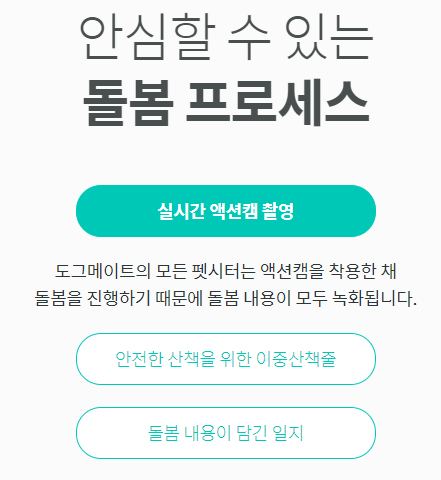 안심할 수 있는
돌봄 프로세스
실시간 액션캠 촬영
도그메이트의 모든 펫시터는 액션캠을 착용한 채
돌봄을 진행하기 때문에 돌봄 내용이 모두 녹화됩니다.
안전한 산책을 위한 이중산책줄
돌봄 내용이 담긴 일지